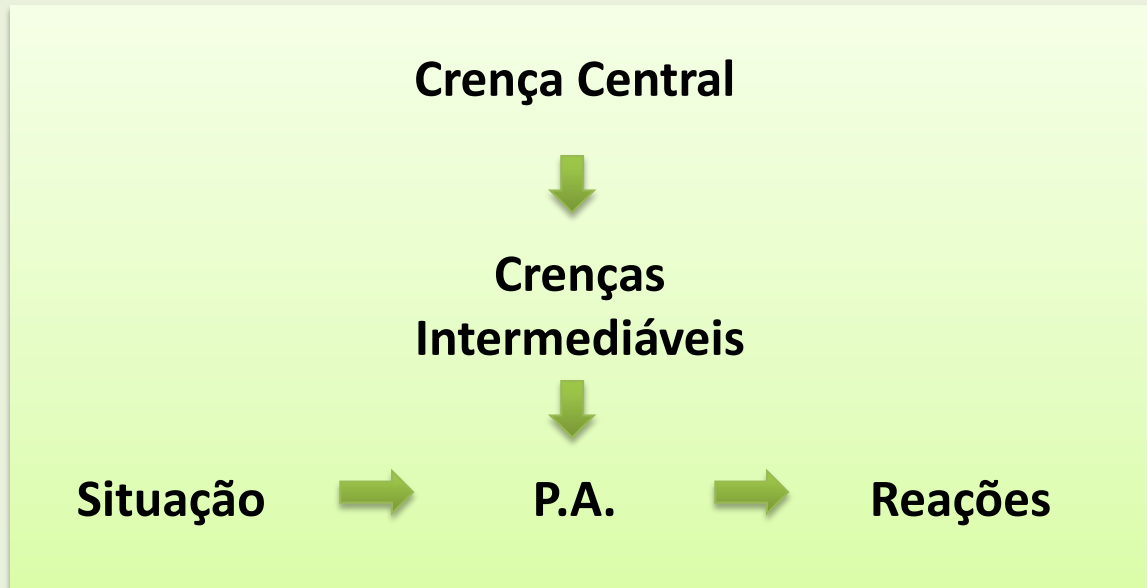 Crença Central
Crenças
Intermediáveis
Situação P.A. Reações